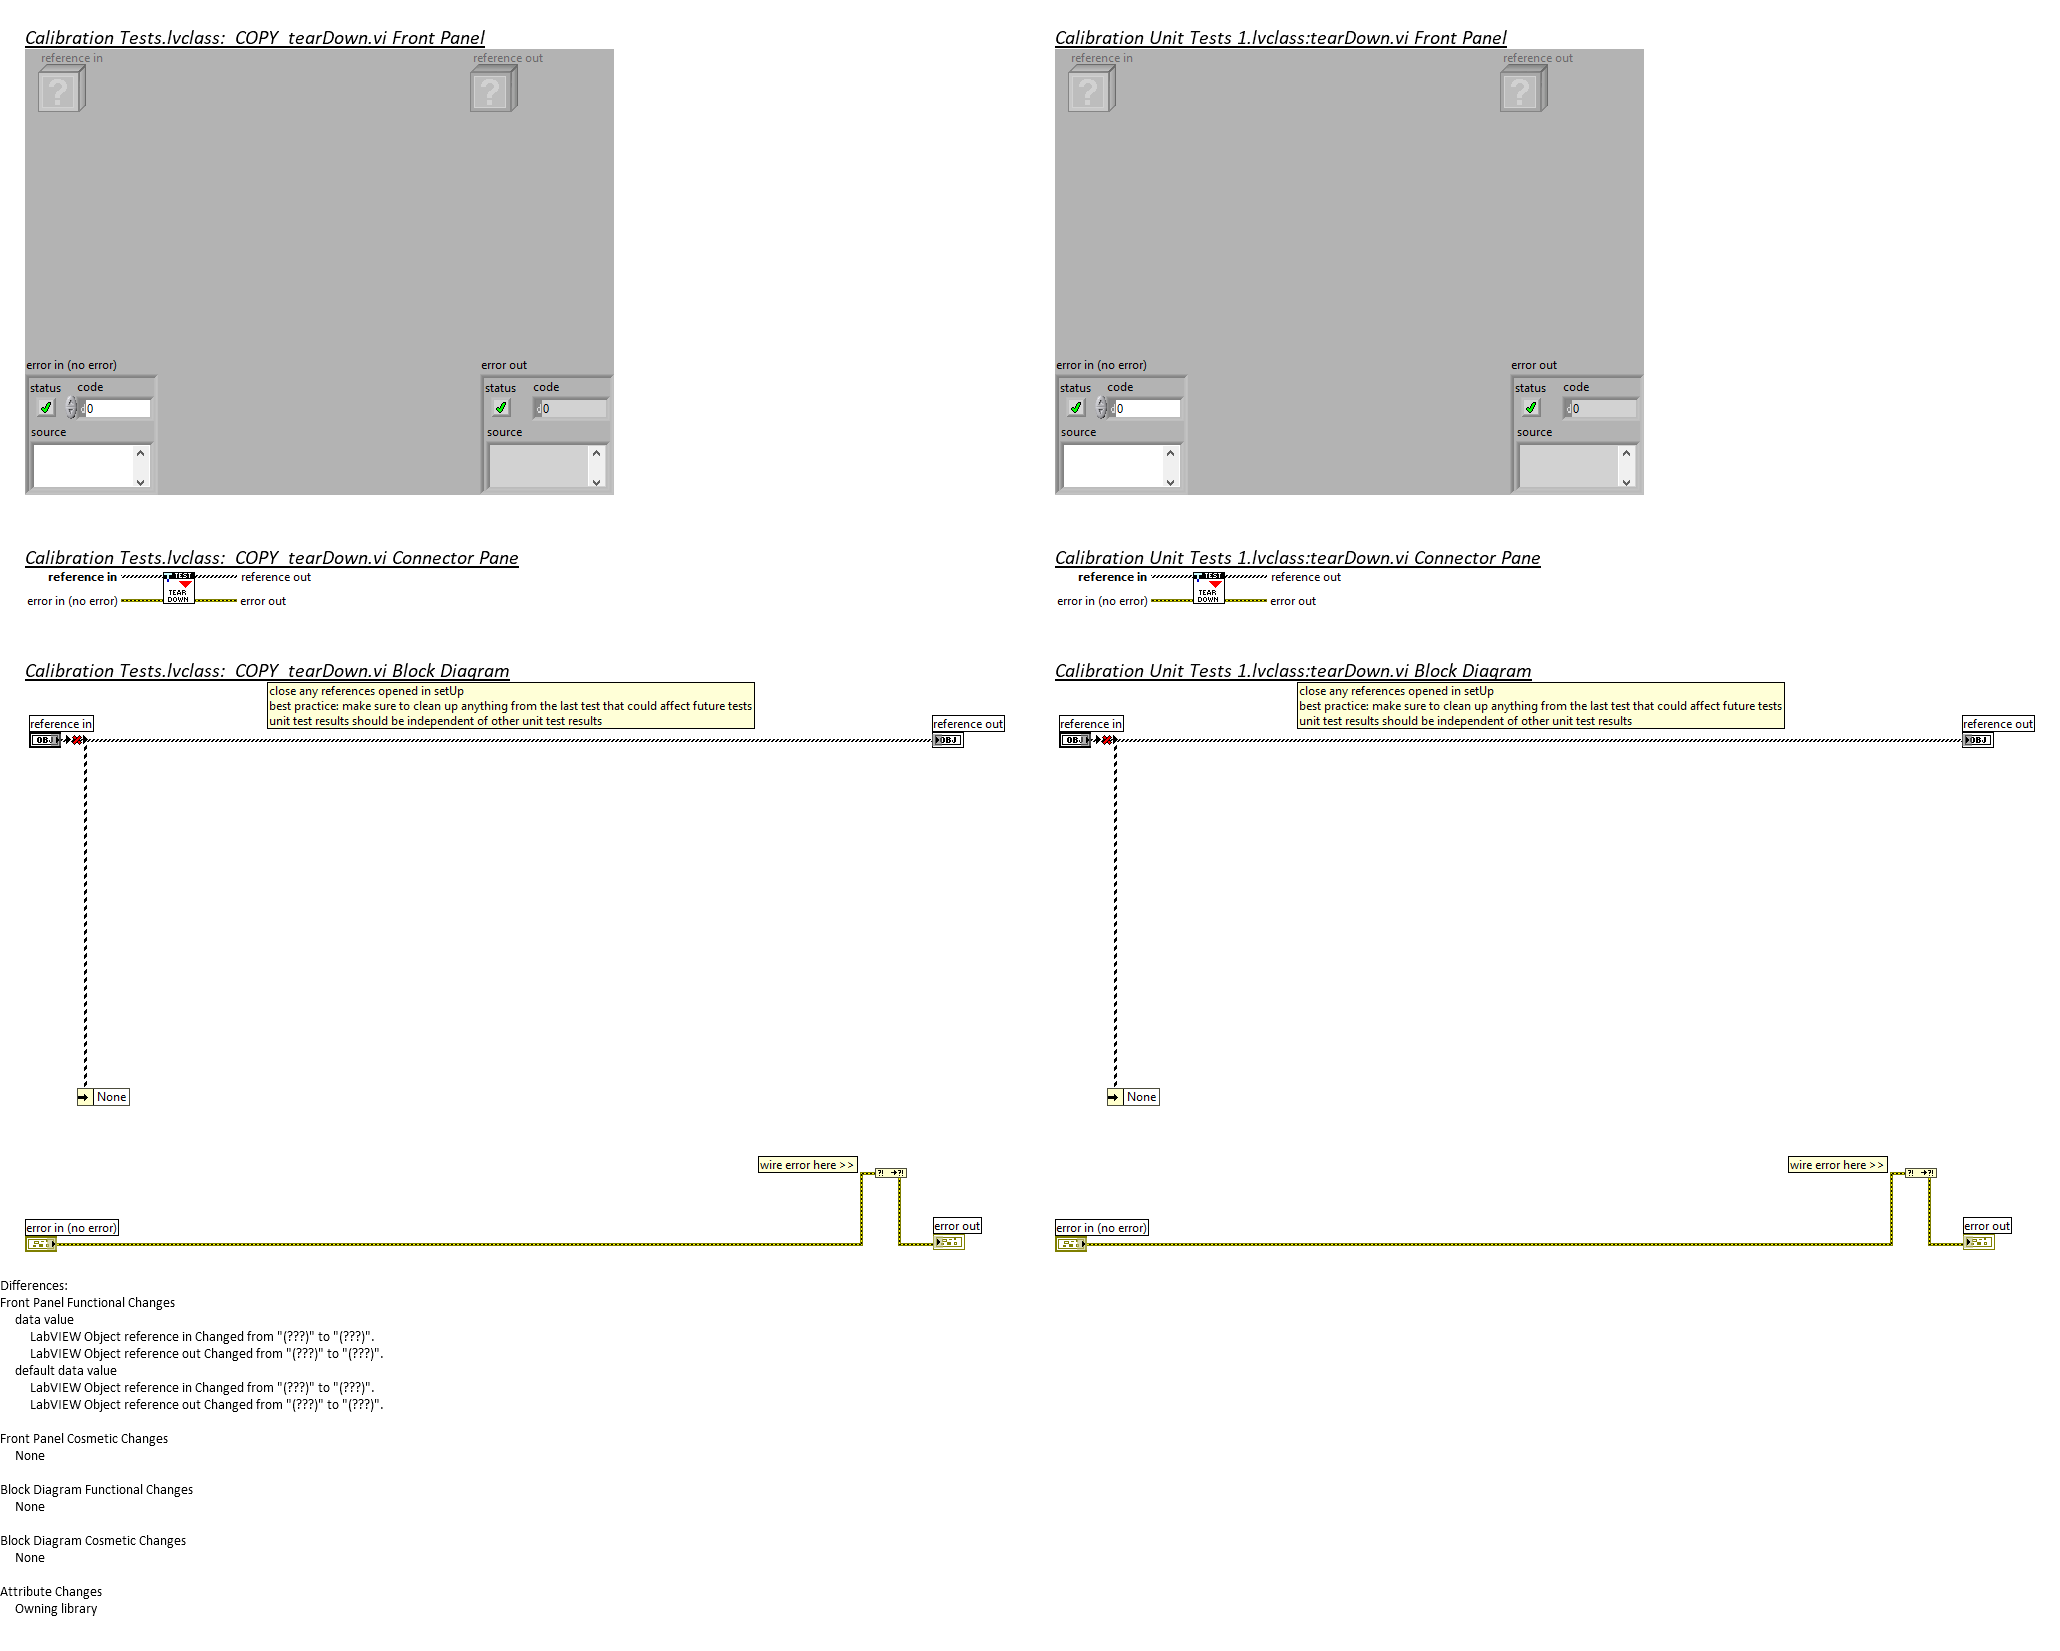 Calibration Tests.lvclass:  COPY  tearDown.vi Front Panel
reference in
reference out
error in (no error)
status
code
d
0
source
error out
status
code
d
0
source
Calibration Tests.lvclass:  COPY  tearDown.vi Connector Pane
reference in
TEST
reference out
error in (no error)
TEAR
DOWN
error out
Calibration Tests.lvclass:  COPY  tearDown.vi Block Diagram
close any references opened in setUp
best practice: make sure to clean up anything from the last test that could affect future tests
unit test results should be independent of other unit test results
reference in
OBJ
reference out
OBJ
None
wire error here >>
?! ?!
error in (no error)
error out
Calibration Unit Tests 1.lvclass:tearDown.vi Front Panel
reference in
reference out
error in (no error)
status
code
d
0
source
error out
status
code
d
0
source
Calibration Unit Tests 1.lvclass:tearDown.vi Connector Pane
reference in
TEST
reference out
error in (no error)
TEAR
DOWN
error out
Calibration Unit Tests 1.lvclass:tearDown.vi Block Diagram
close any references opened in setUp
best practice: make sure to clean up anything from the last test that could affect future tests
unit test results should be independent of other unit test results
reference in
OBJ
reference out
OBJ
None
wire error here >>
?! ?!
error in (no error)
error out
Differences:
Front Panel Functional Changes
data value
LabVIEW Object reference in Changed from "(???)" to "(???)".
LabVIEW Object reference out Changed from "(???)" to "(???)".
default data value
LabVIEW Object reference in Changed from "(???)" to "(???)".
LabVIEW Object reference out Changed from "(???)" to "(???)".
Front Panel Cosmetic Changes
None
Block Diagram Functional Changes
None
Block Diagram Cosmetic Changes
None
Attribute Changes
Owning library